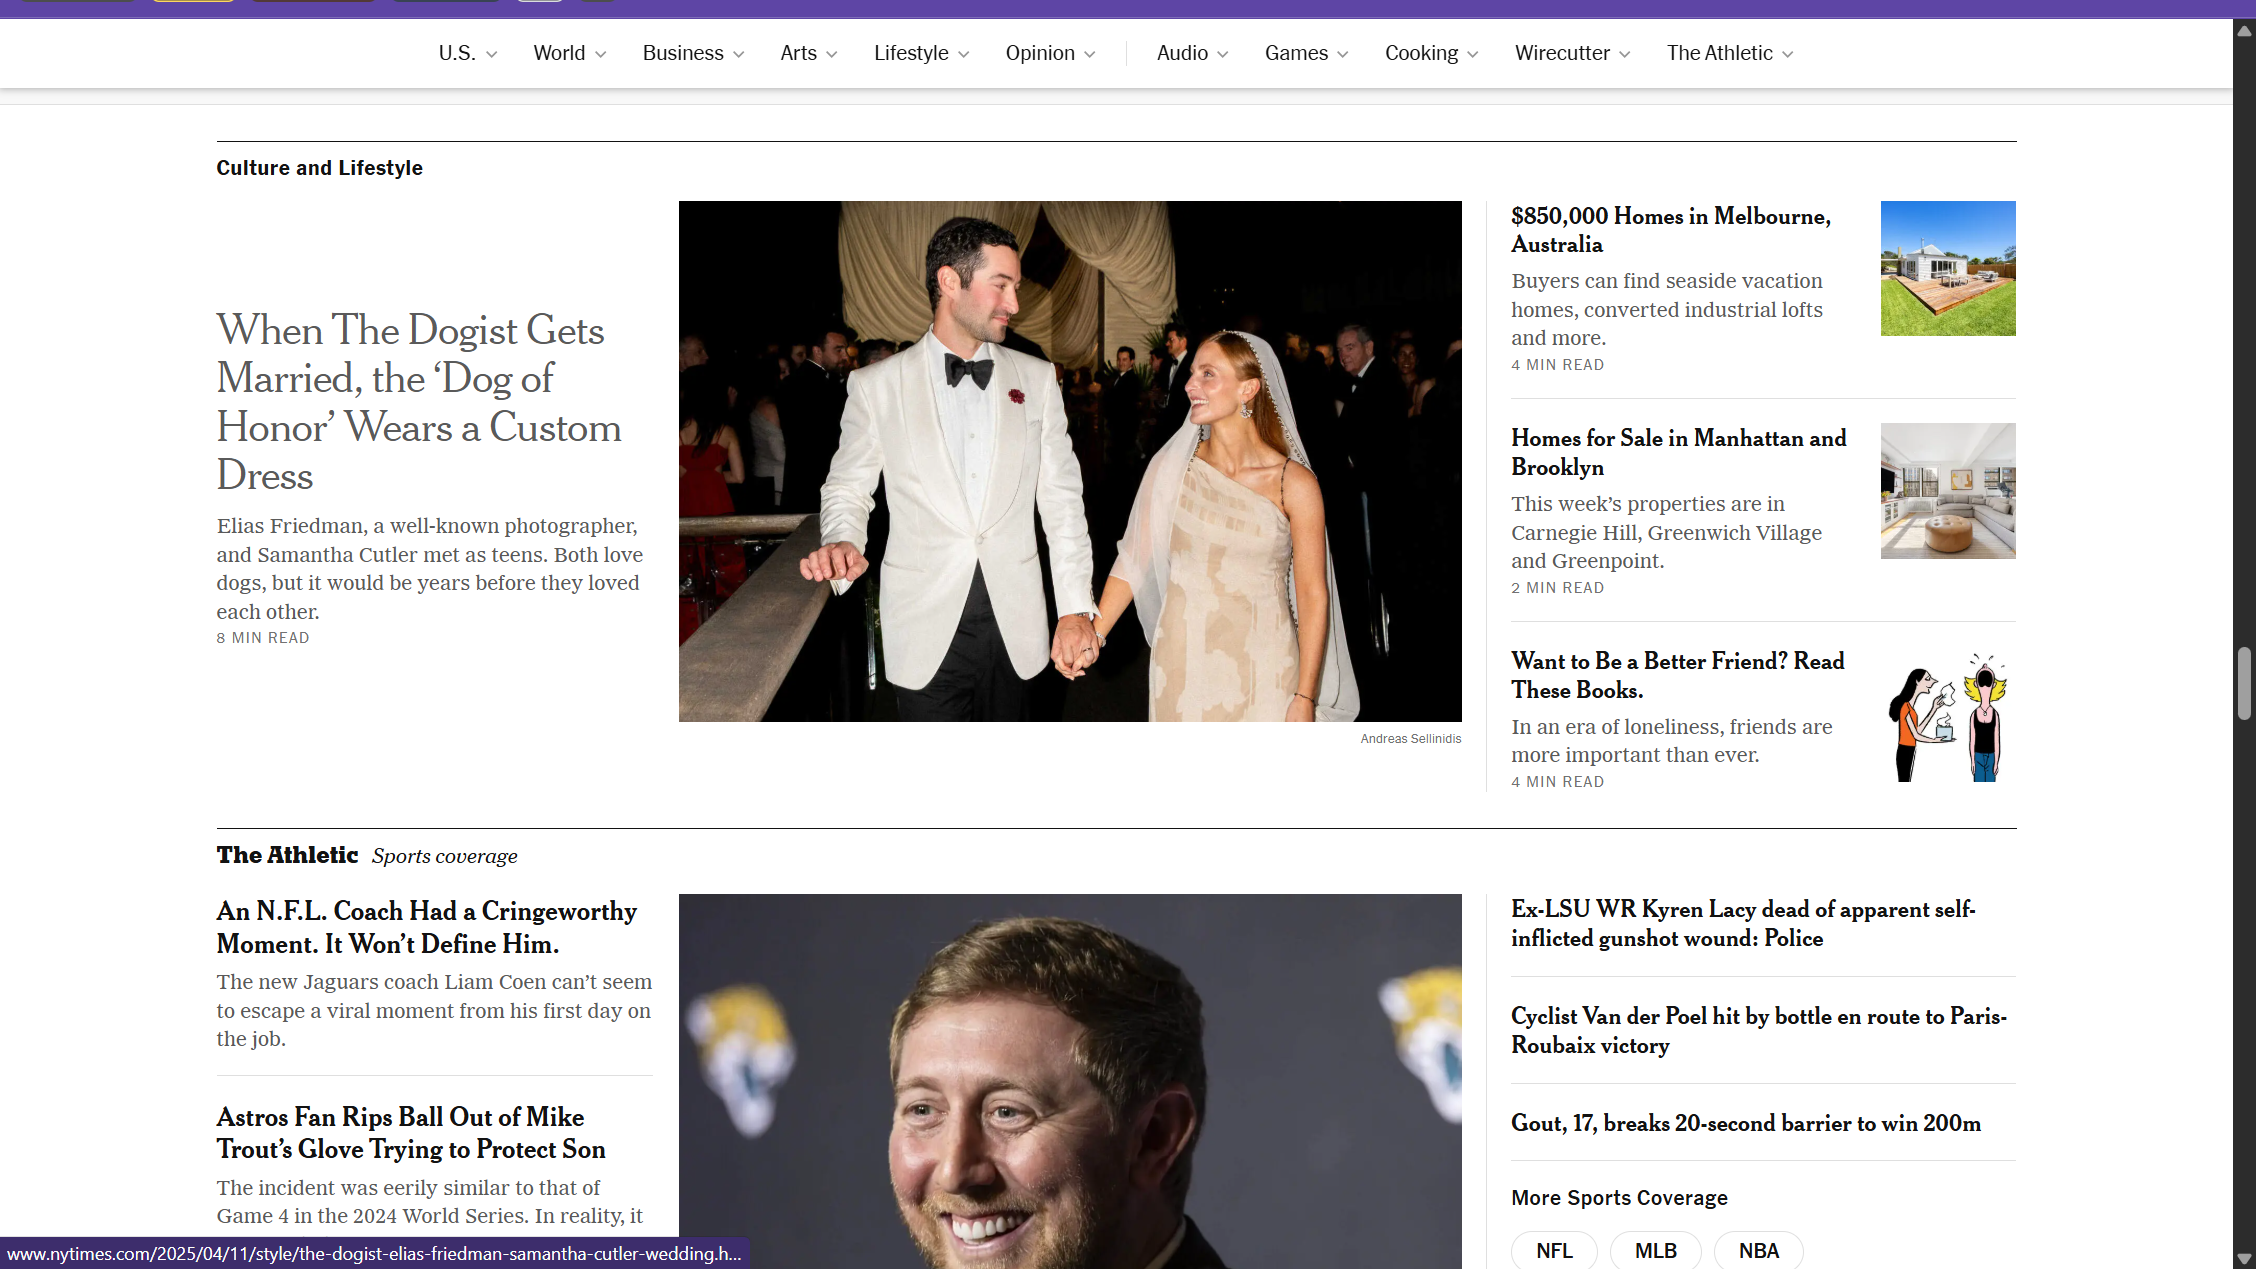 U.S. World Business Arts Lifestyle Opinion Audio Games Cooking Wirecutter The Athletic
Culture and Lifestyle
When The Dogist Gets
Married, the ‘Dog of
Honor’ Wears a Custom
Dress
Elias Friedman, a well-known photographer,
and Samantha Cutler met as teens. Both love
dogs, but it would be years before they loved
each other.
8 MIN READ
Andreas Sellinidis
$850,000 Homes in Melbourne,
Australia
Buyers can find seaside vacation
homes, converted industrial lofts
and more.
4 MIN READ
Homes for Sale in Manhattan and
Brooklyn
This week’s properties are in
Carnegie Hill, Greenwich Village
and Greenpoint.
2 MIN READ
Want to Be a Better Friend? Read
These Books.
In an era of loneliness, friends are
more important than ever.
4 MIN READ
The Athletic Sports coverage
An N.F.L. Coach Had a Cringeworthy
Moment. It Won’t Define Him.
The new Jaguars coach Liam Coen can’t seem
to escape a viral moment from his first day on
the job.
Astros Fan Rips Ball Out of Mike
Trout’s Glove Trying to Protect Son
The incident was eerily similar to that of
Game 4 in the 2024 World Series. In reality, it
Ex-LSU WR Kyren Lacy dead of apparent self-
inflicted gunshot wound: Police
Cyclist Van der Poel hit by bottle en route to Paris-
Roubaix victory
Gout, 17, breaks 20-second barrier to win 200m
More Sports Coverage
NFL MLB NBA
www.nytimes.com/2025/04/11/style/the-dogist-elias-friedman-samantha-cutler-wedding.h...